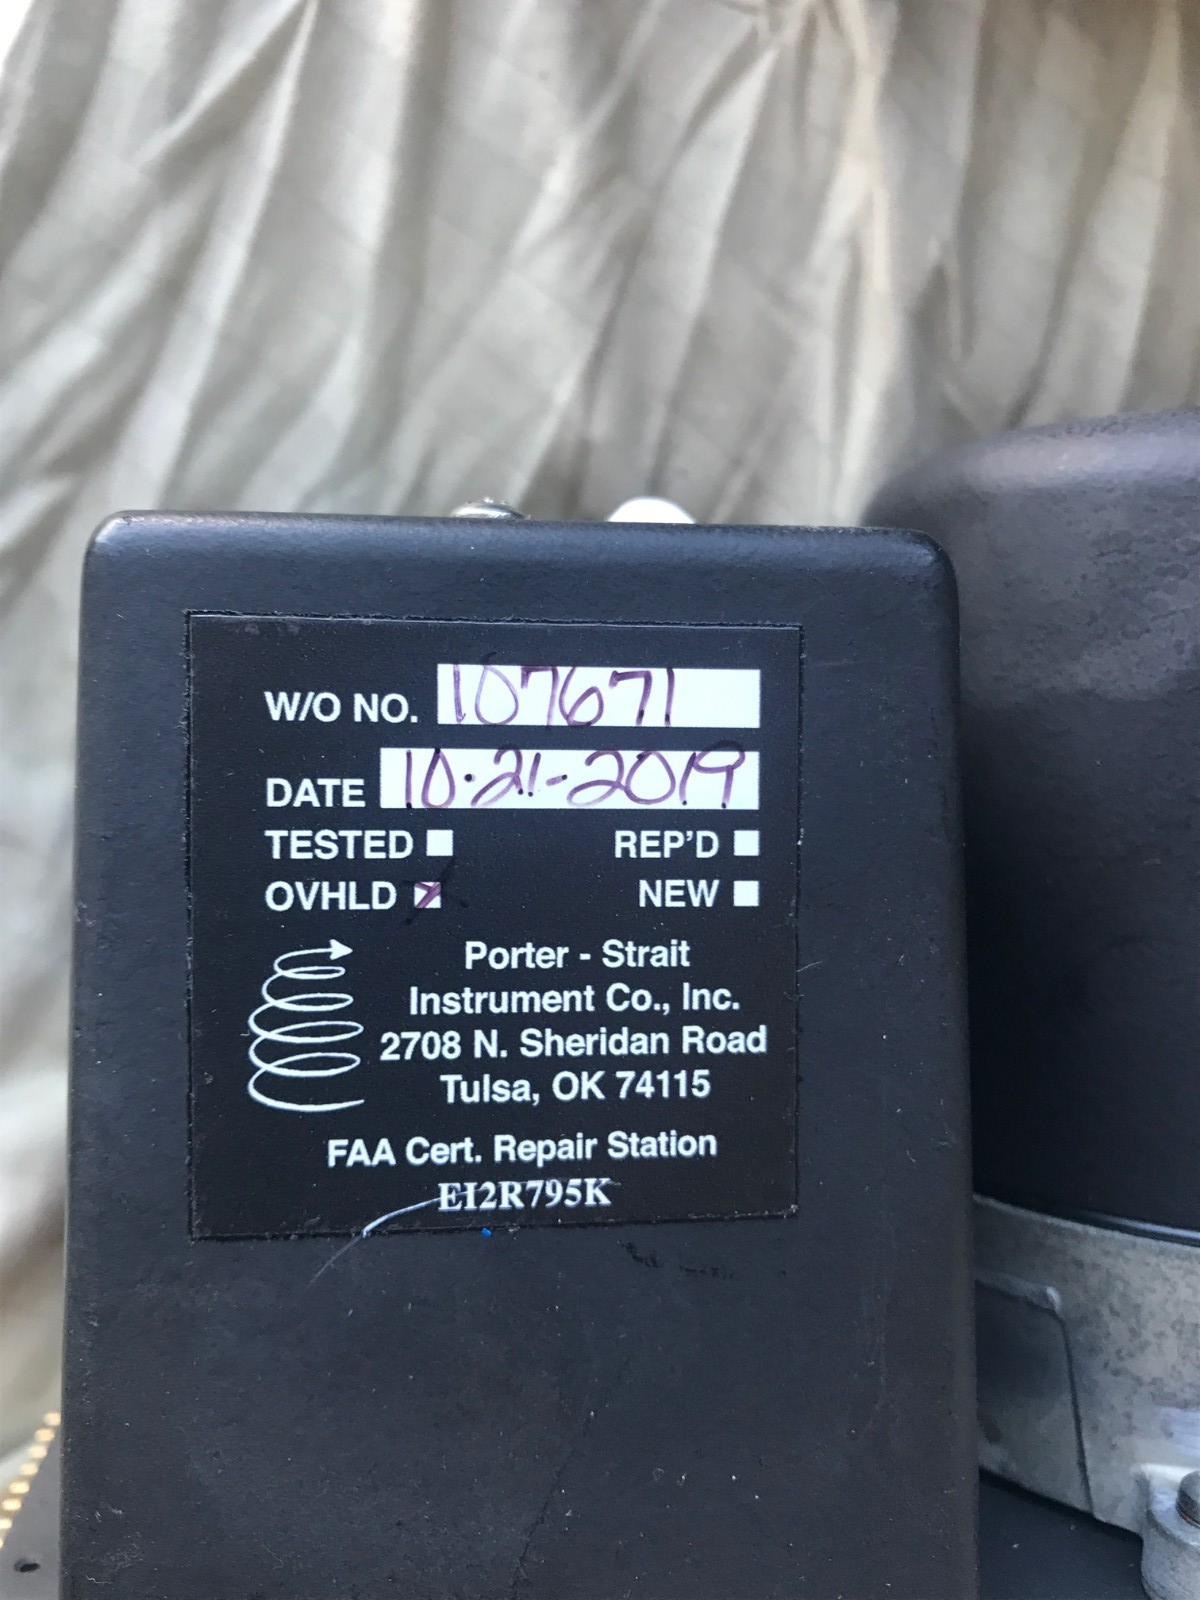 W/O NO. 107671
DATE 10-21-2019
TESTED REP'D
OVHLD NEW
Porter - Strait
Instrument Co., Inc.
2708 N. Sheridan Road
Tulsa, OK 74115
FAA Cert. Repair Station
EI2R795K